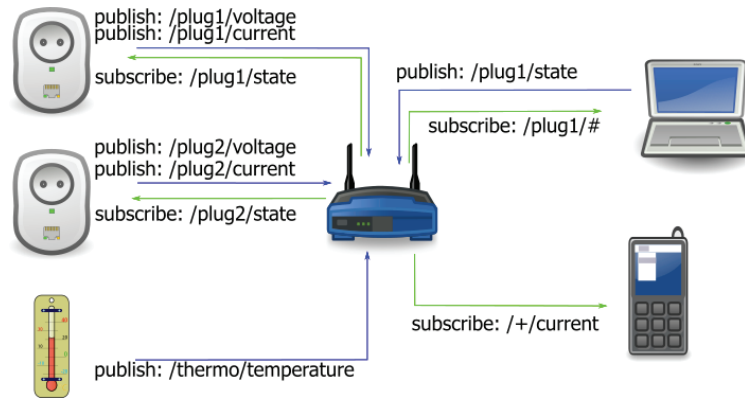 publish: /plug1/voltage
publish: /plug1/current
subscribe: /plug1/state
publish: /plug1/state
subscribe: /plug1/#
publish: /plug2/voltage
publish: /plug2/current
subscribe: /plug2/state
subscribe: /+/current
publish: /thermo/temperature